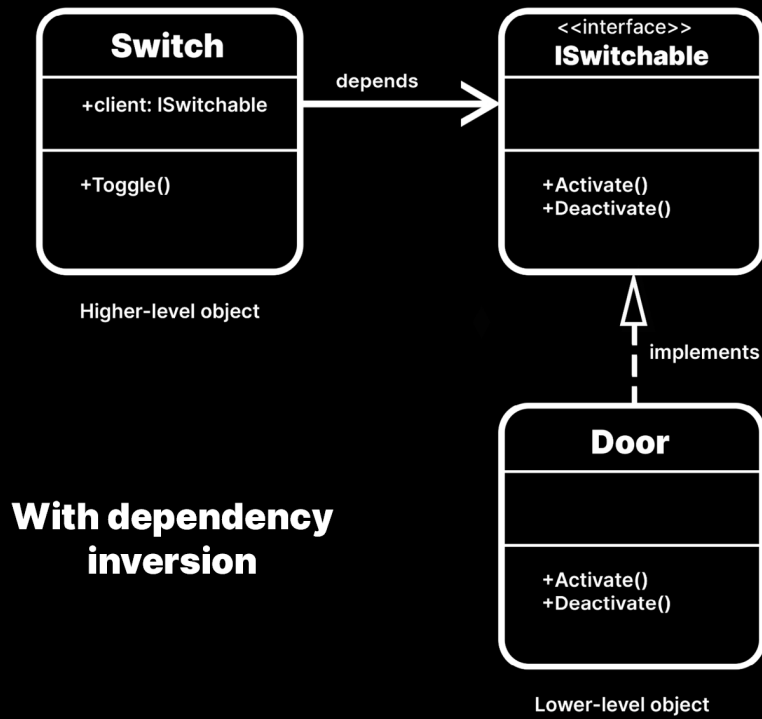 Switch
+client: ISwitchable
+Toggle()
Higher-level object
depends
<<interface>>
ISwitchable
+Activate()
+Deactivate()
implements
Door
+Activate()
+Deactivate()
Lower-level object
With dependency
inversion